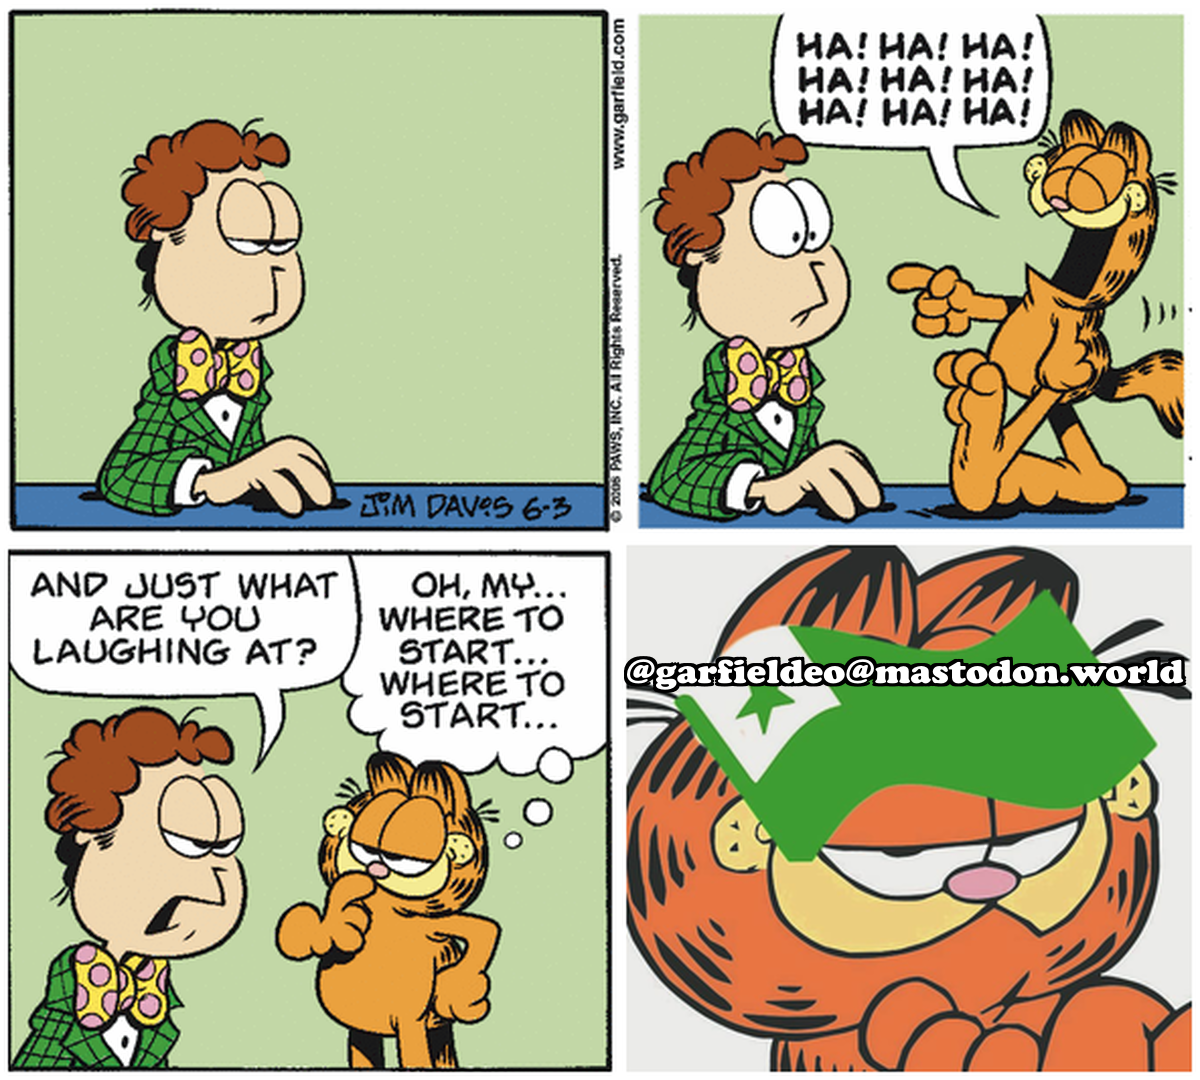 JIM DAVIS 6-3
www.garfield.com
© 2006 PAWS, INC. All Rights Reserved.
HA! HA! HA!
HA! HA! HA!
HA! HA! HA!
AND JUST WHAT
ARE YOU
LAUGHING AT?
OH, MY...
WHERE TO
START...
WHERE TO
START...
@garfieldeo@mastodon.world